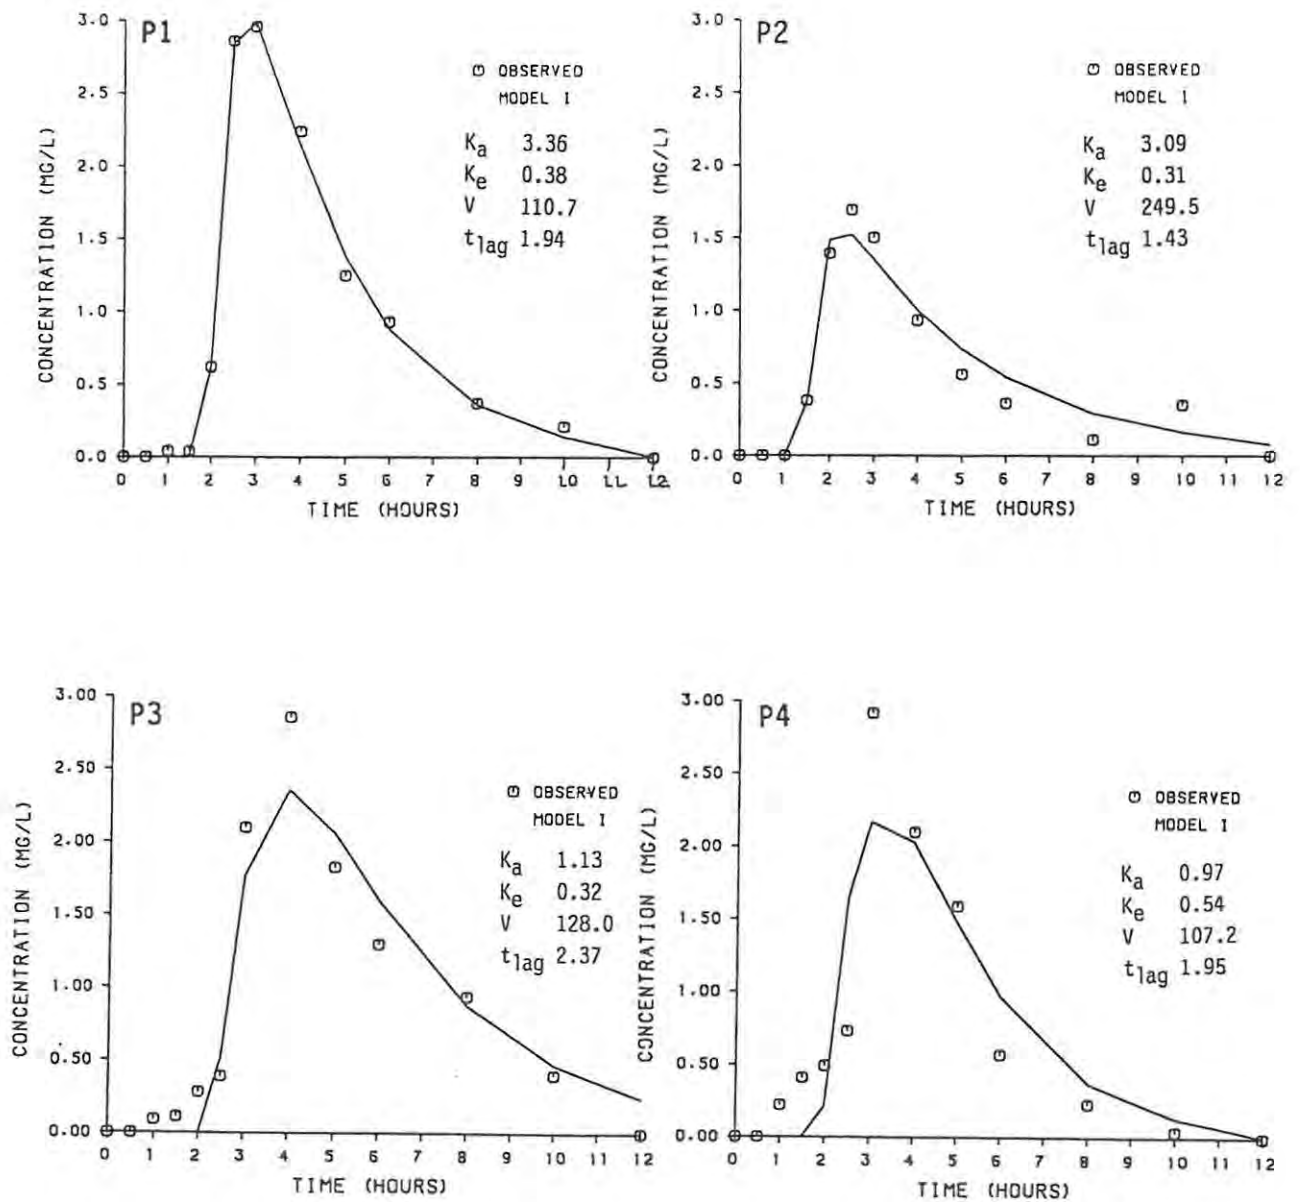 P1
3.0
2.5
2.0
1.5
1.0
0.5
0.0
CONCENTRATION (MG/L)
OBSERVED
MODEL I
Ka 3.36
Ke 0.38
V 110.7
tlag 1.94
0 1 2 3 4 5 6 7 8 9 10 11 12
TIME (HOURS)
P2
3.0
2.5
2.0
1.5
1.0
0.5
0.0
CONCENTRATION (MG/L)
OBSERVED
MODEL I
Ka 3.09
Ke 0.31
V 249.5
tlag 1.43
0 1 2 3 4 5 6 7 8 9 10 11 12
TIME (HOURS)
P3
3.00
2.50
2.00
1.50
1.00
0.50
0.00
CONCENTRATION (MG/L)
OBSERVED
MODEL I
Ka 1.13
Ke 0.32
V 128.0
tlag 2.37
0 1 2 3 4 5 6 7 8 9 10 11 12
TIME (HOURS)
P4
3.00
2.50
2.00
1.50
1.00
0.50
0.00
CONCENTRATION (MG/L)
OBSERVED
MODEL I
Ka 0.97
Ke 0.54
V 107.2
tlag 1.95
0 1 2 3 4 5 6 7 8 9 10 11 12
TIME (HOURS)